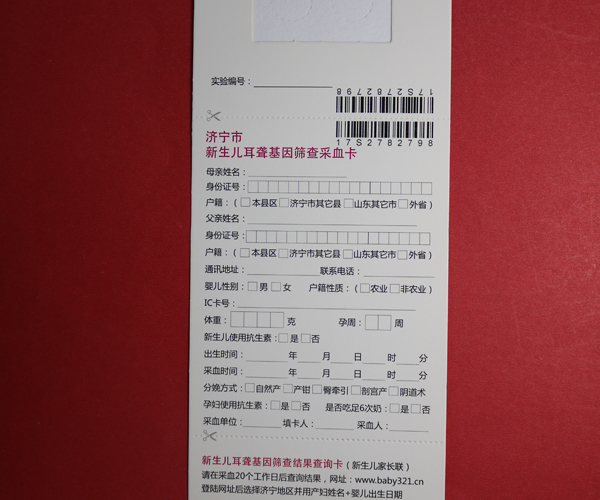 17S2782798
实验编号：
17S2782798
济宁市
新生儿耳聋基因筛查采血卡
母亲姓名：
身份证号：
户籍：（□本县区□济宁市其它县□山东其它市□外省）
父亲姓名：
身份证号：
户籍：（□本县区□济宁市其它县□山东其它市□外省）
通讯地址： 联系电话：
婴儿性别：□男□女 户籍性质：（□农业□非农业）
IC卡号：
体重： 克 孕周： 周
新生儿使用抗生素：□是□否
出生时间： 年 月 日 时 分
采血时间： 年 月 日 时 分
分娩方式：□自然产□产钳□臀牵引□剖宫产□阴道术
孕妇使用抗生素：□是□否 是否吃足6次奶：□是□否
采血单位： 填卡人： 采血人：
新生儿耳聋基因筛查结果查询卡（新生儿家长联）
请在采血20个工作日后查询结果，网址：www.baby321.cn
登陆网址后选择济宁地区并用产妇姓名+婴儿出生日期